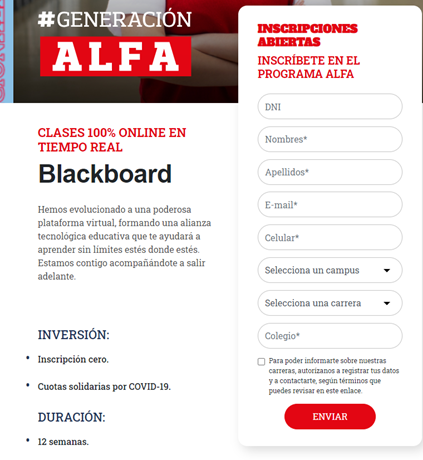 #GENERACIÓN
ALFA
CLASES 100% ONLINE EN
TIEMPO REAL
Blackboard
Hemos evolucionado a una poderosa
plataforma virtual, formando una alianza
tecnológica educativa que te ayudará a
aprender sin límites estés donde estés.
Estamos contigo acompañándote a salir
adelante.
INVERSIÓN:
• Inscripción cero.
• Cuotas solidarias por COVID-19.
DURACIÓN:
• 12 semanas.
INSCRIPCIONES
ABIERTAS
INSCRÍBETE EN EL
PROGRAMA ALFA
DNI
Nombres*
Apellidos*
E-mail*
Celular*
Selecciona un campus
Selecciona una carrera
Colegio*
Para poder informarte sobre nuestras
carreras, autorizanos a registrar tus datos
y a contactarte, según términos que
puedes revisar en este enlace.
ENVIAR